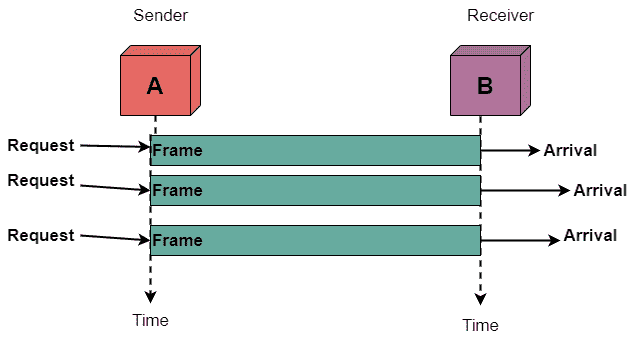 Sender
Receiver
A
B
Request
Frame
Arrival
Request
Frame
Arrival
Request
Frame
Arrival
Time
Time